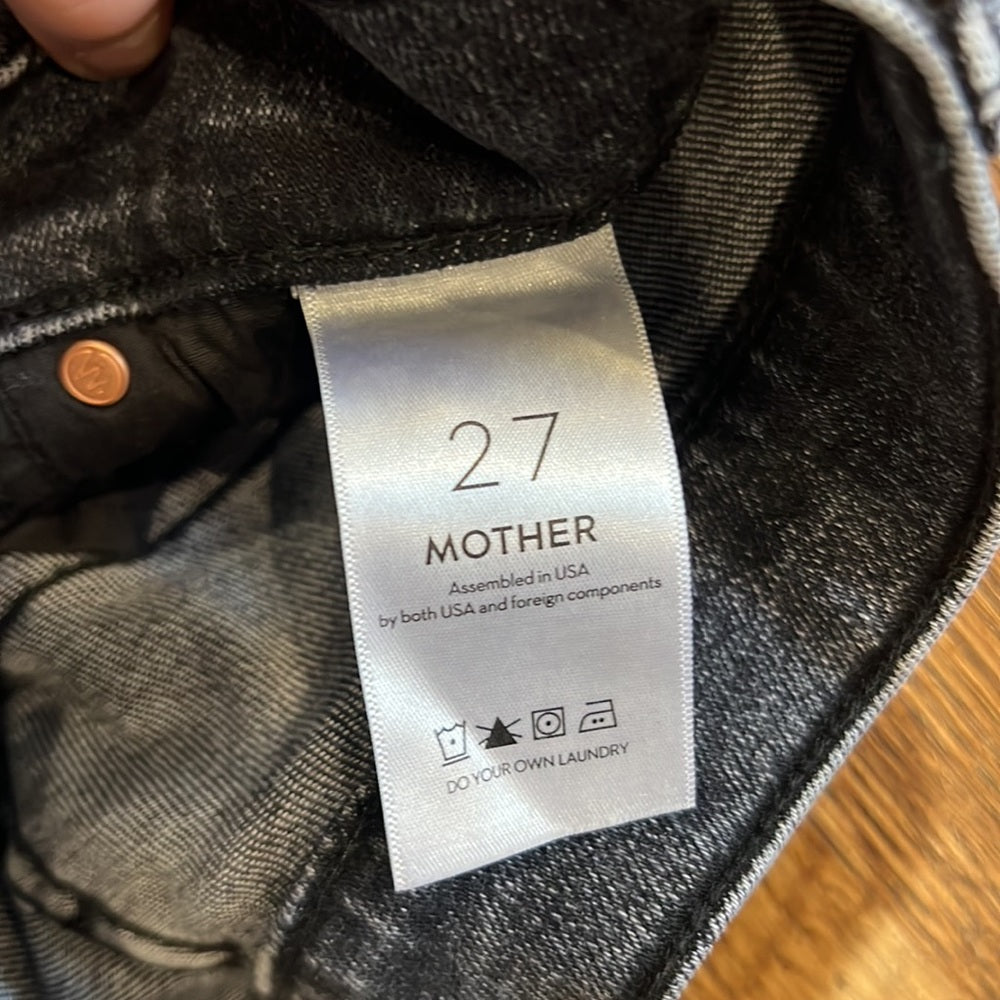 27
MOTHER
Assembled in USA
by both USA and foreign components
DO YOUR OWN LAUNDRY